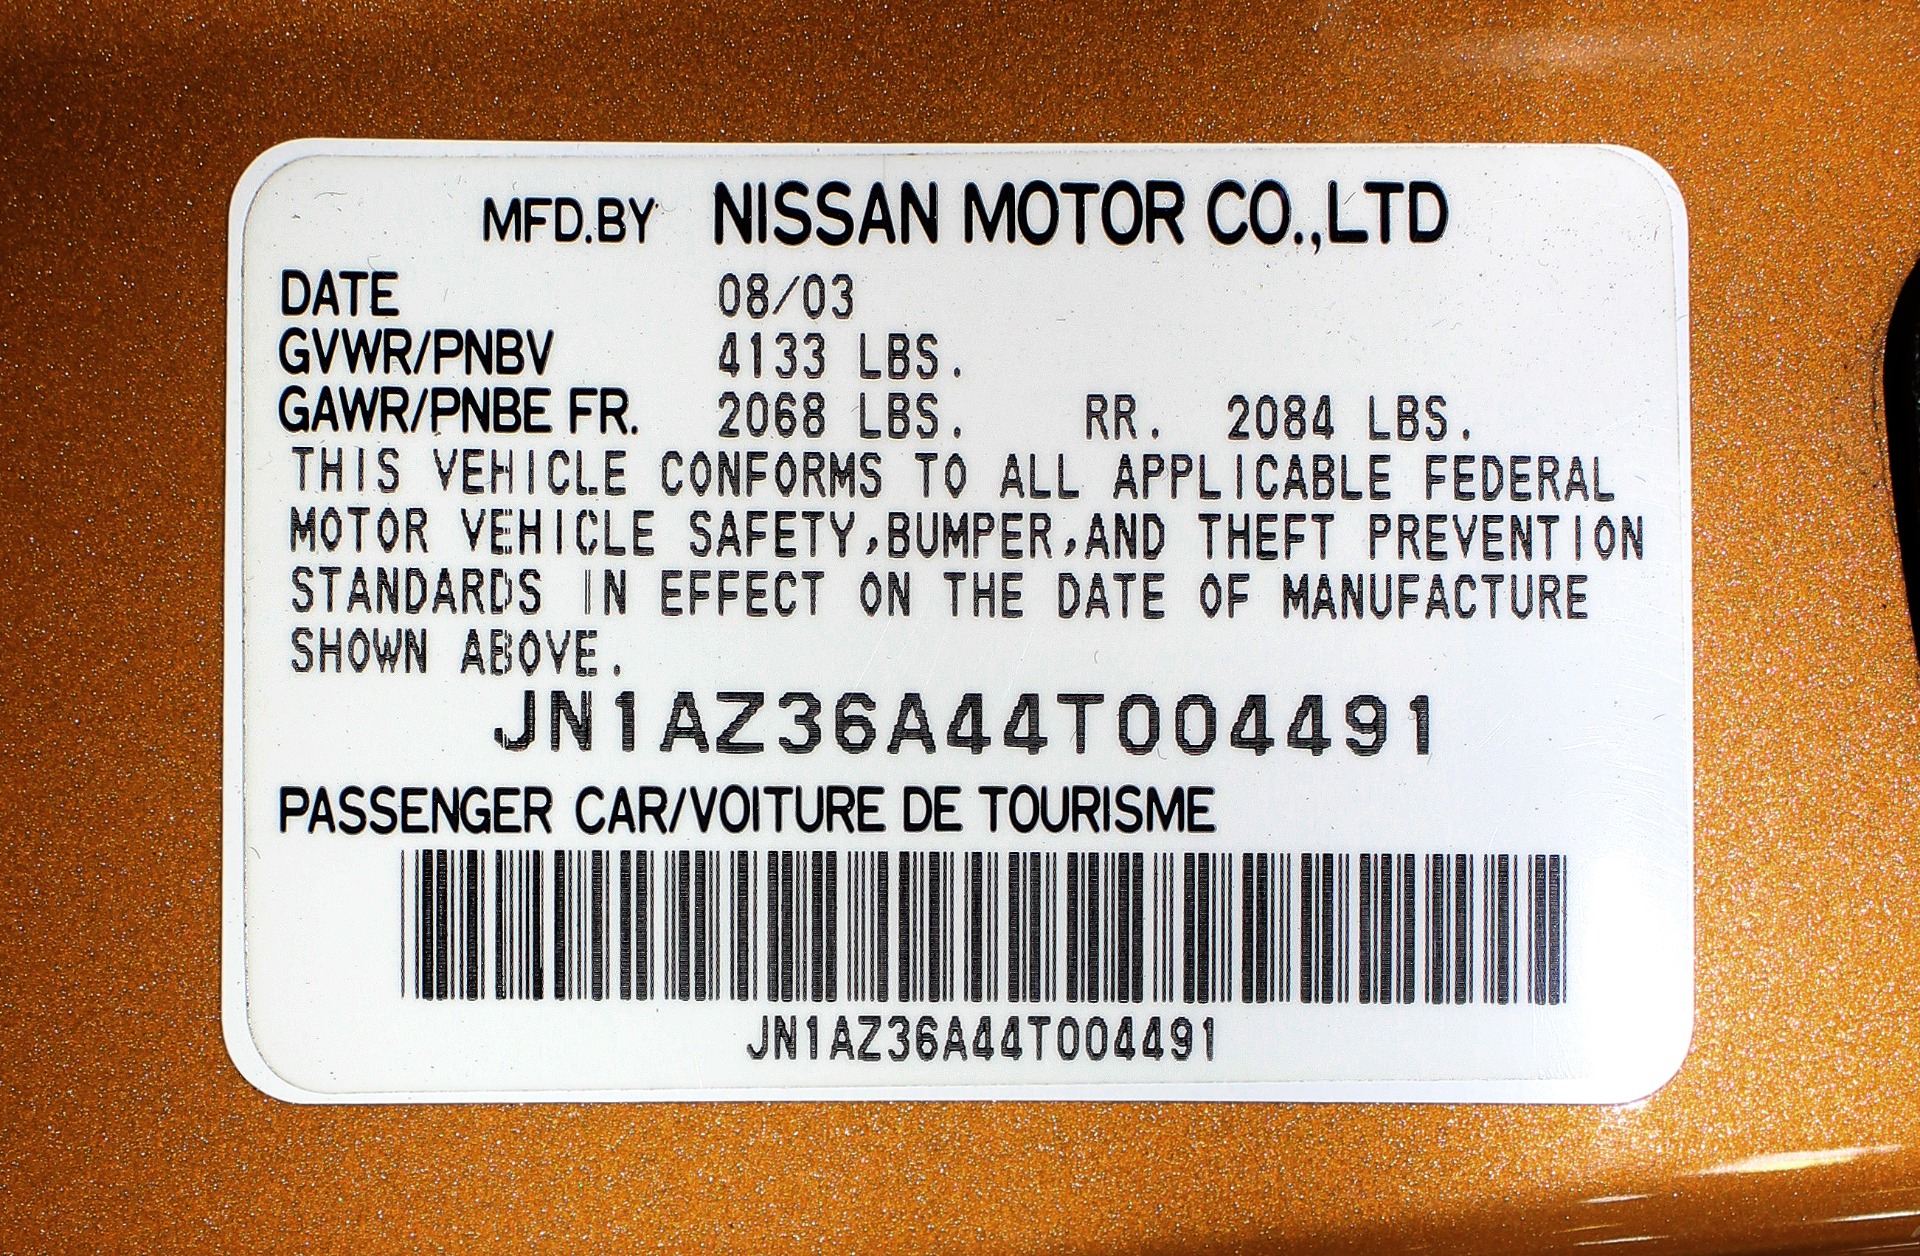 MFD.BY NISSAN MOTOR CO.,LTD
DATE 08/03
GVWR/PNBV 4133 LBS.
GAWR/PNBE FR. 2068 LBS. RR. 2084 LBS.
THIS VEHICLE CONFORMS TO ALL APPLICABLE FEDERAL
MOTOR VEHICLE SAFETY,BUMPER,AND THEFT PREVENTION
STANDARDS IN EFFECT ON THE DATE OF MANUFACTURE
SHOWN ABOVE.
JN1AZ36A44T004491
PASSENGER CAR/VOITURE DE TOURISME
JN1AZ36A44T004491